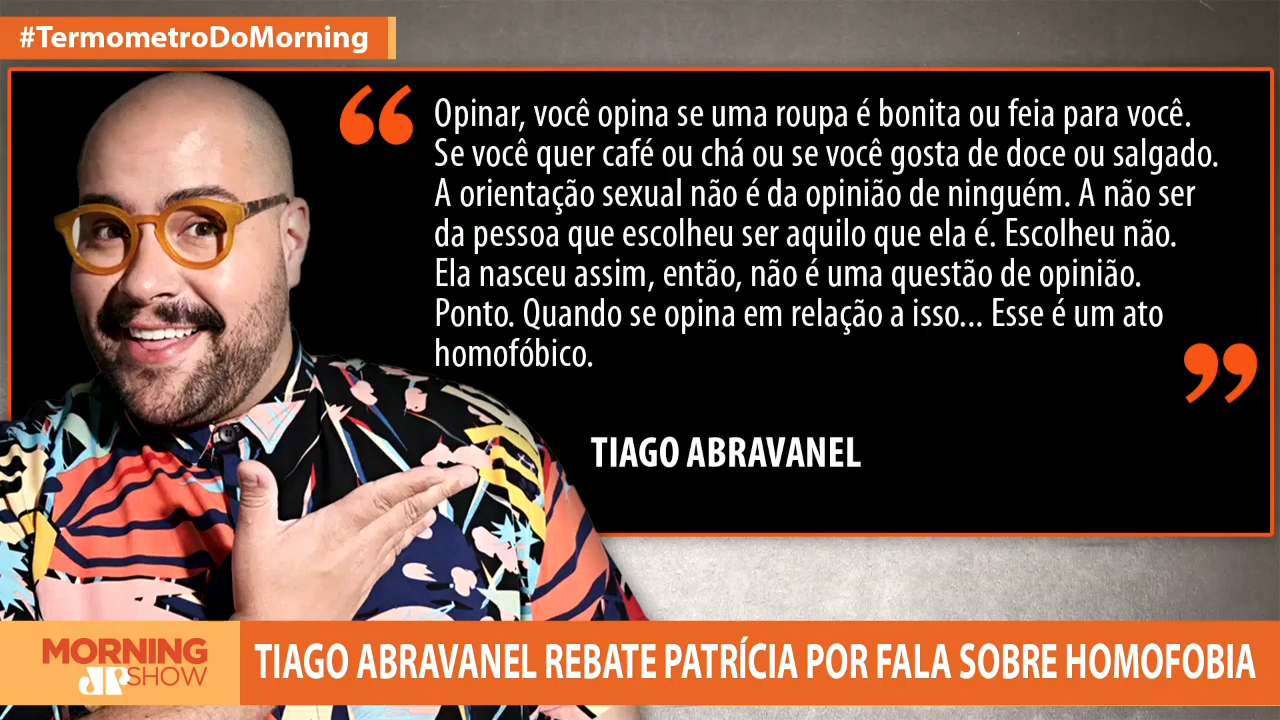 #TermometroDoMorning
“
Opinar, você opina se uma roupa é bonita ou feia para você.
Se você quer café ou chá ou se você gosta de doce ou salgado.
A orientação sexual não é da opinião de ninguém. A não ser
da pessoa que escolheu ser aquilo que ela é. Escolheu não.
Ela nasceu assim, então, não é uma questão de opinião.
Ponto. Quando se opina em relação a isso... Esse é um ato
homofóbico.
”
TIAGO ABRAVANEL
MORNING
JP SHOW
TIAGO ABRAVANEL REBATE PATRÍCIA POR FALA SOBRE HOMOFOBIA